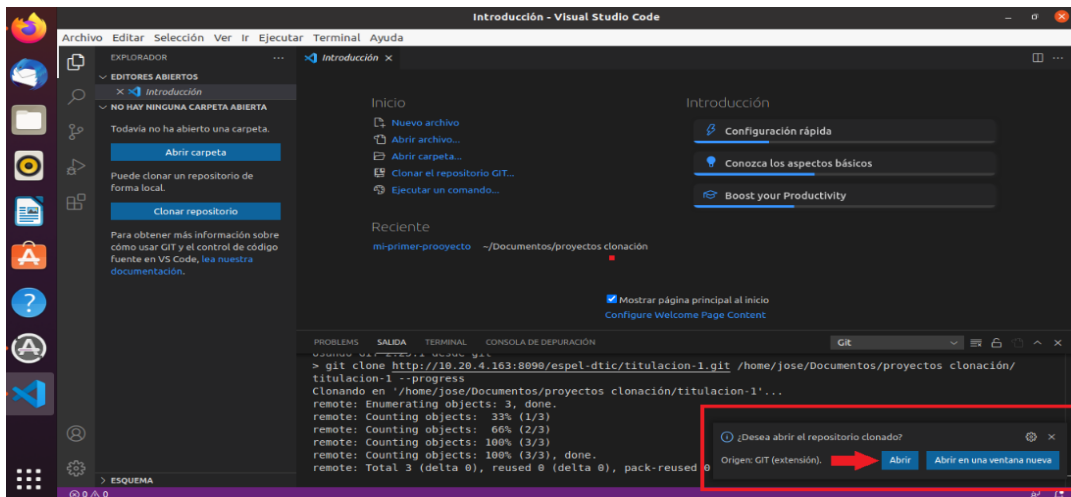 Introducción - Visual Studio Code
Archivo Editar Selección Ver Ir Ejecutar Terminal Ayuda
EXPLORADOR
EDITORES ABIERTOS
Introducción
NO HAY NINGUNA CARPETA ABIERTA
Todavía no ha abierto una carpeta.
Abrir carpeta
Puede clonar un repositorio de
forma local.
Clonar repositorio
Para obtener más información sobre
cómo usar GIT y el control de código
fuente en VS Code, lea nuestra
documentación.
ESQUEMA
Introducción
Inicio
Nuevo archivo
Abrir archivo...
Abrir carpeta...
Clonar el repositorio GIT...
Ejecutar un comando...
Reciente
mi-primer-prooyecto ~/Documentos/proyectos clonación
Introducción
Configuración rápida
Conozca los aspectos básicos
Boost your Productivity
Mostrar página principal al inicio
Configure Welcome Page Content
PROBLEMS SALIDA TERMINAL CONSOLA DE DEPURACIÓN
Git
usando GIT 2.25.1 desde git
> git clone http://10.20.4.163:8090/espel-dtic/titulacion-1.git /home/jose/Documentos/proyectos clonación/
titulacion-1 --progress
Clonando en '/home/jose/Documentos/proyectos clonación/titulacion-1'...
remote: Enumerating objects: 3, done.
remote: Counting objects: 33% (1/3)
remote: Counting objects: 66% (2/3)
remote: Counting objects: 100% (3/3)
remote: Counting objects: 100% (3/3), done.
remote: Total 3 (delta 0), reused 0 (delta 0), pack-reused 0
¿Desea abrir el repositorio clonado?
Origen: GIT (extensión).
Abrir
Abrir en una ventana nueva
0 0